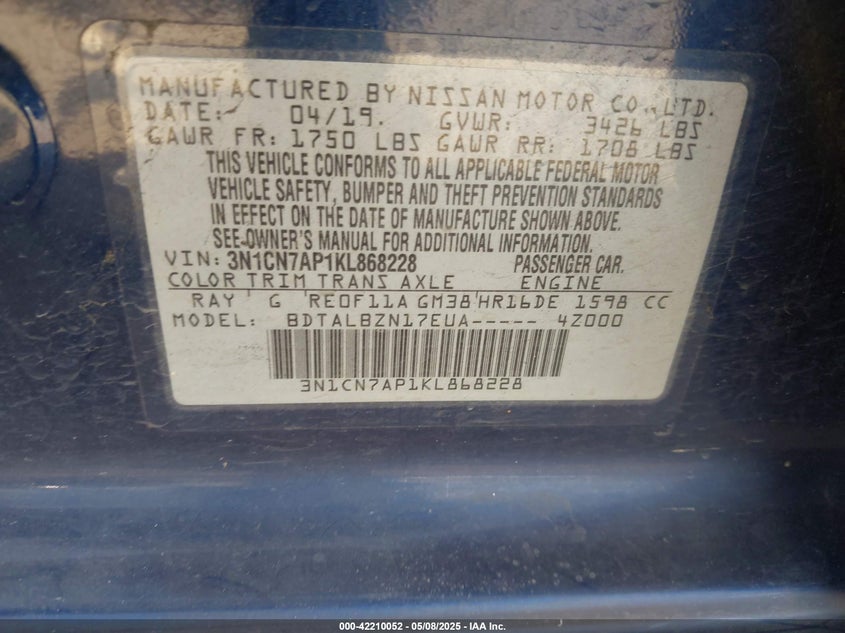 MANUFACTURED BY NISSAN MOTOR CO., LTD.
DATE: 04/19. GVWR: 3426 LBS
GAWR FR: 1750 LBS GAWR RR: 1708 LBS
THIS VEHICLE CONFORMS TO ALL APPLICABLE FEDERAL MOTOR
VEHICLE SAFETY, BUMPER AND THEFT PREVENTION STANDARDS
IN EFFECT ON THE DATE OF MANUFACTURE SHOWN ABOVE.
SEE OWNER'S MANUAL FOR ADDITIONAL INFORMATION.
VIN: 3N1CN7AP1KL868228 PASSENGER CAR.
COLOR TRIM TRANS AXLE ENGINE
RAY G RE0F11A GM38 HR16DE 1598 CC
MODEL: BDTALBZN17EUA----- 4Z000
3N1CN7AP1KL868228
000-42210052 | 05/08/2025 - IAA Inc.